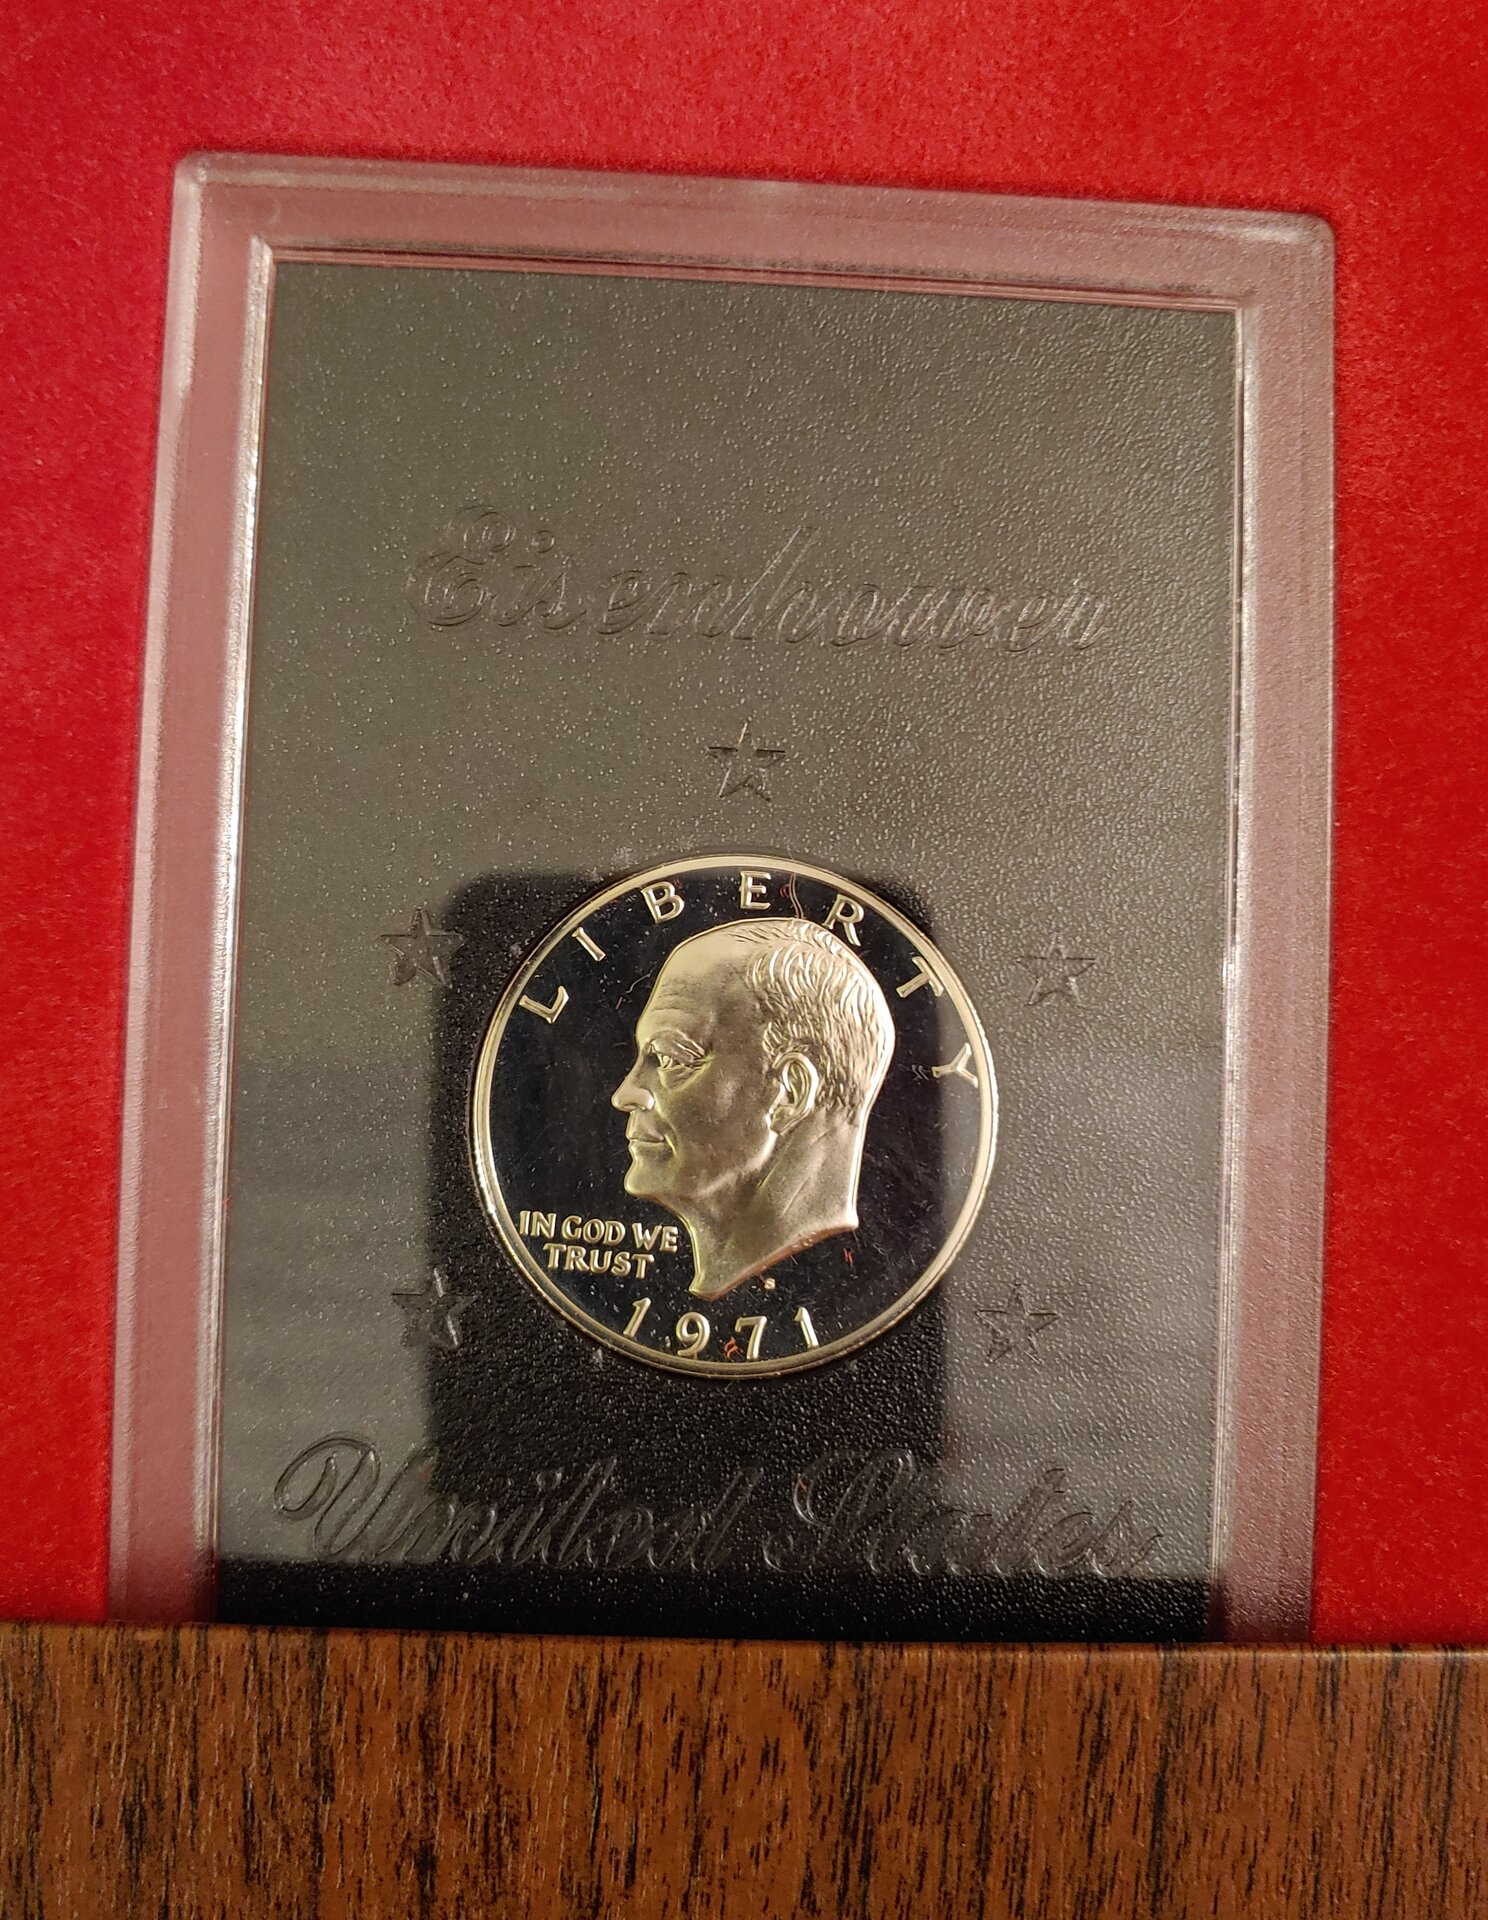 Eisenhower
LIBERTY
IN GOD WE
TRUST
S
1971
United States